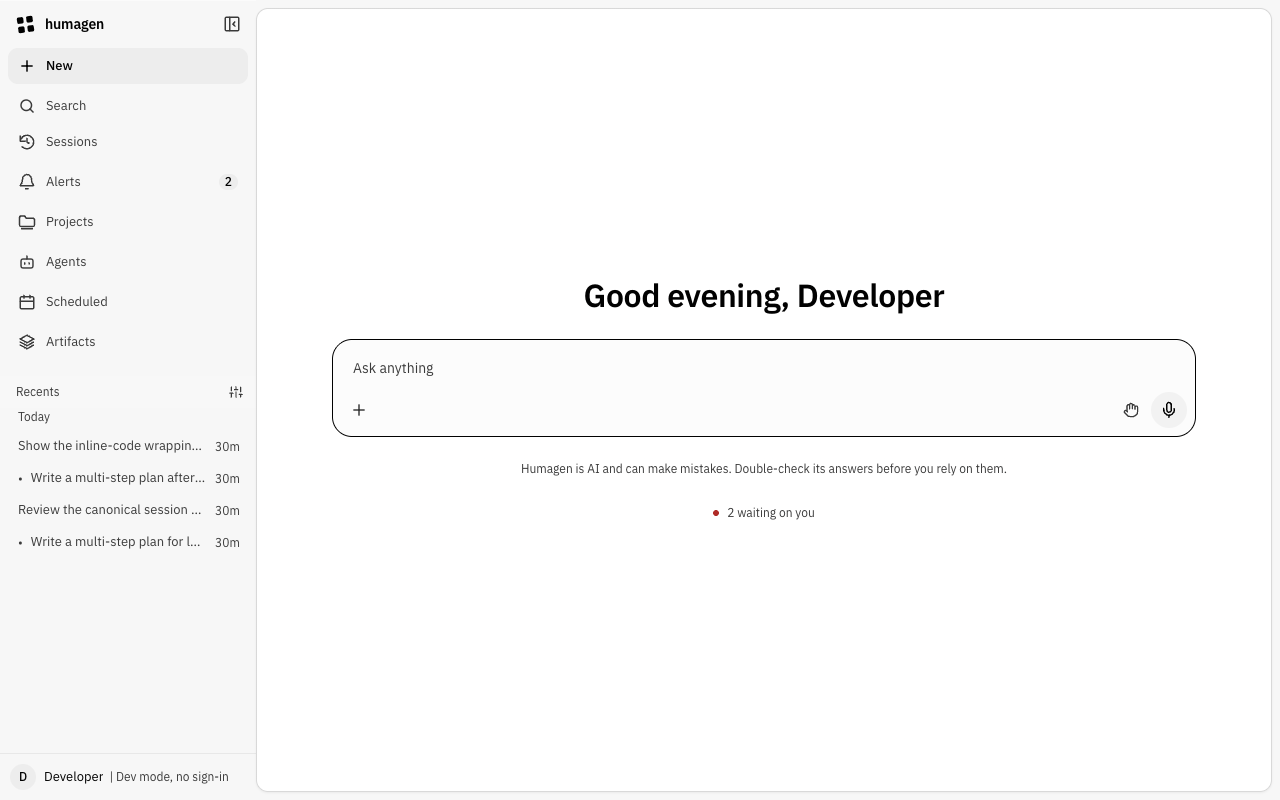 humagen
New
Search
Sessions
Alerts 2
Projects
Agents
Scheduled
Artifacts
Recents
Today
Show the inline-code wrappin... 30m
• Write a multi-step plan after... 30m
Review the canonical session ... 30m
• Write a multi-step plan for l... 30m
D Developer | Dev mode, no sign-in
Good evening, Developer
Ask anything
Humagen is AI and can make mistakes. Double-check its answers before you rely on them.
2 waiting on you